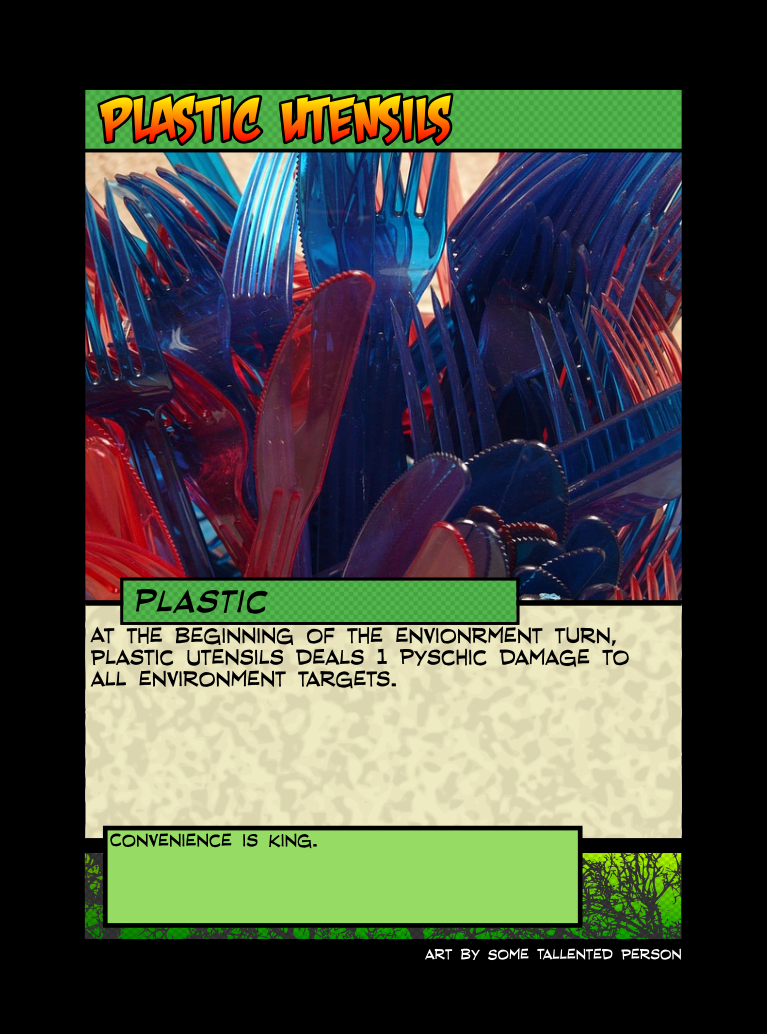 PLASTIC UTENSILS
PLASTIC
AT THE BEGINNING OF THE ENVIONRMENT TURN,
PLASTIC UTENSILS DEALS 1 PYSCHIC DAMAGE TO
ALL ENVIRONMENT TARGETS.
CONVENIENCE IS KING.
ART BY SOME TALLENTED PERSON